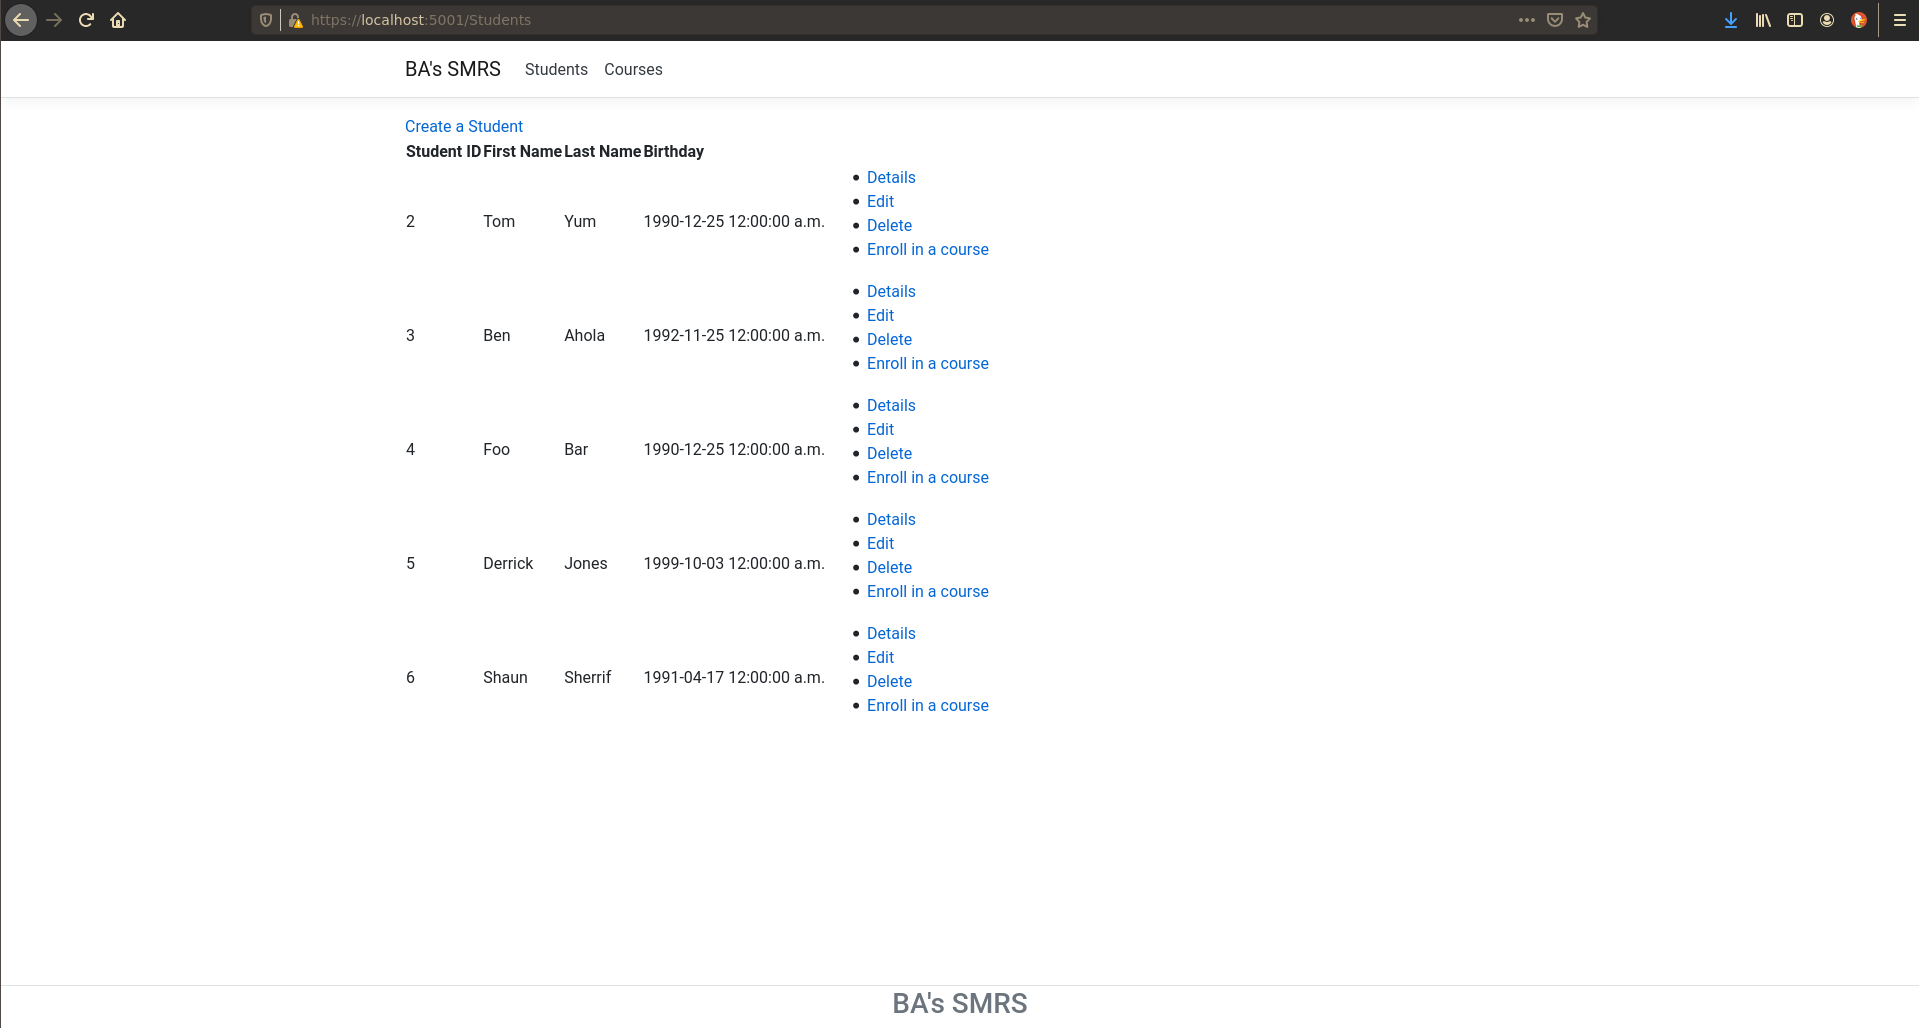 https://localhost:5001/Students
BA's SMRS Students Courses
Create a Student
Student ID First Name Last Name Birthday
• Details
• Edit
2 Tom Yum 1990-12-25 12:00:00 a.m.
• Delete
• Enroll in a course
• Details
• Edit
3 Ben Ahola 1992-11-25 12:00:00 a.m.
• Delete
• Enroll in a course
• Details
• Edit
4 Foo Bar 1990-12-25 12:00:00 a.m.
• Delete
• Enroll in a course
• Details
• Edit
5 Derrick Jones 1999-10-03 12:00:00 a.m.
• Delete
• Enroll in a course
• Details
• Edit
6 Shaun Sherrif 1991-04-17 12:00:00 a.m.
• Delete
• Enroll in a course
BA's SMRS